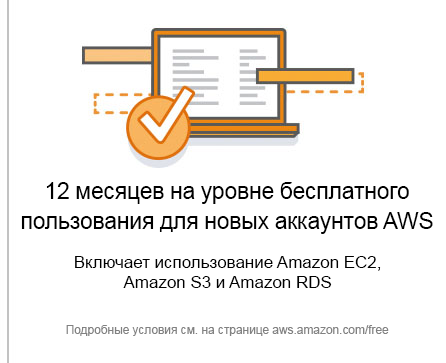 12 месяцев на уровне бесплатного
пользования для новых аккаунтов AWS
Включает использование Amazon EC2,
Amazon S3 и Amazon RDS
Подробные условия см. на странице aws.amazon.com/free